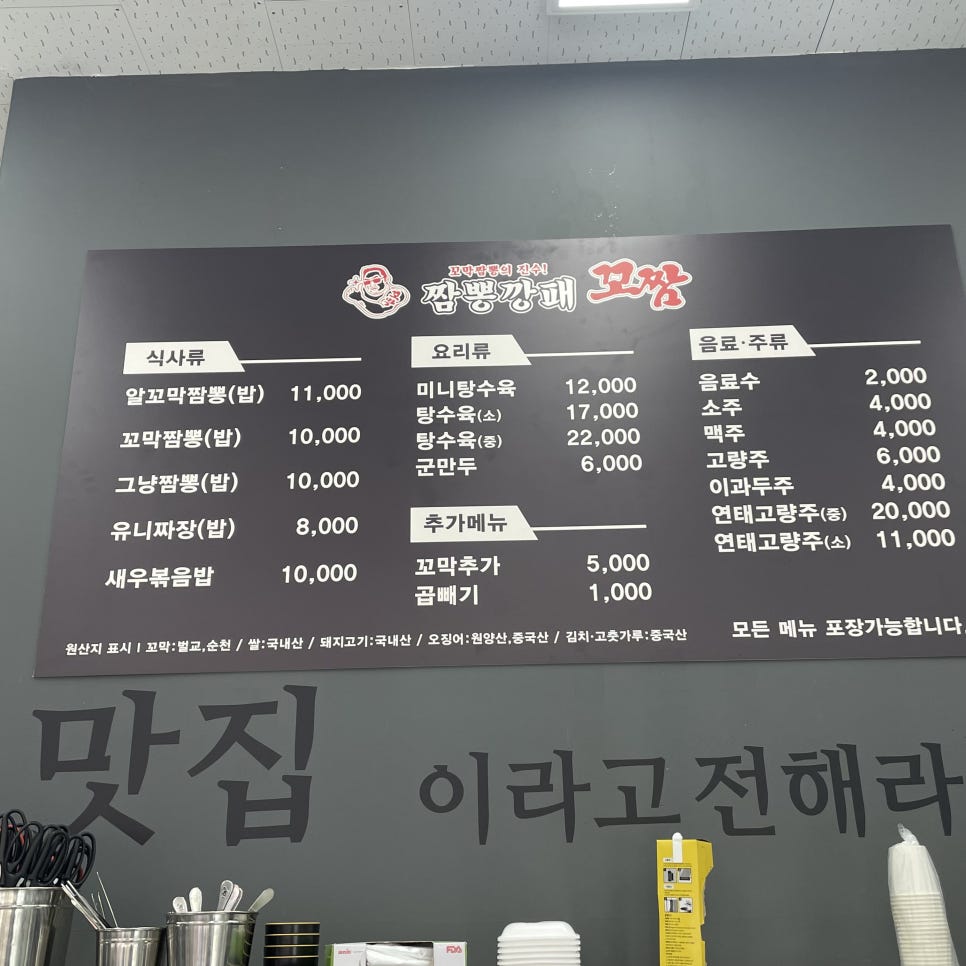 꼬막짬뽕의 진수!
짬뽕깡패 꼬짬
식사류
알꼬막짬뽕(밥) 11,000
꼬막짬뽕(밥) 10,000
그냥짬뽕(밥) 10,000
유니짜장(밥) 8,000
새우볶음밥 10,000
요리류
미니탕수육 12,000
탕수육(소) 17,000
탕수육(중) 22,000
군만두 6,000
추가메뉴
꼬막추가 5,000
곱빼기 1,000
음료·주류
음료수 2,000
소주 4,000
맥주 4,000
고량주 6,000
이과두주 4,000
연태고량주(중) 20,000
연태고량주(소) 11,000
원산지 표시 I 꼬막:벌교,순천 / 쌀:국내산 / 돼지고기:국내산 / 오징어:원양산,중국산 / 김치·고춧가루:중국산
모든 메뉴 포장가능합니다.
맛집 이라고전해라
FDA